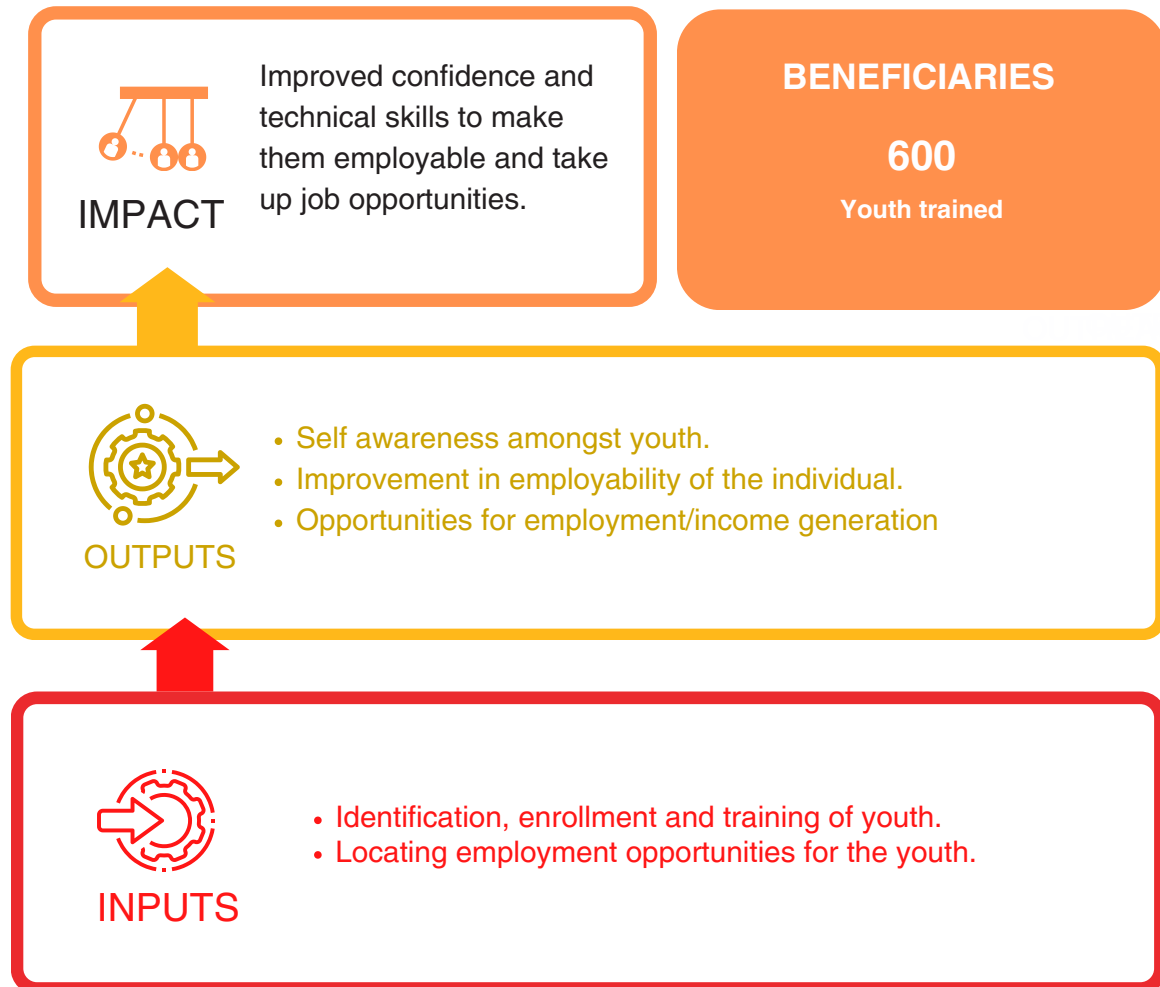 Improved confidence and
technical skills to make
them employable and take
up job opportunities.
IMPACT
BENEFICIARIES
600
Youth trained
• Self awareness amongst youth.
• Improvement in employability of the individual.
• Opportunities for employment/income generation
OUTPUTS
• Identification, enrollment and training of youth.
• Locating employment opportunities for the youth.
INPUTS